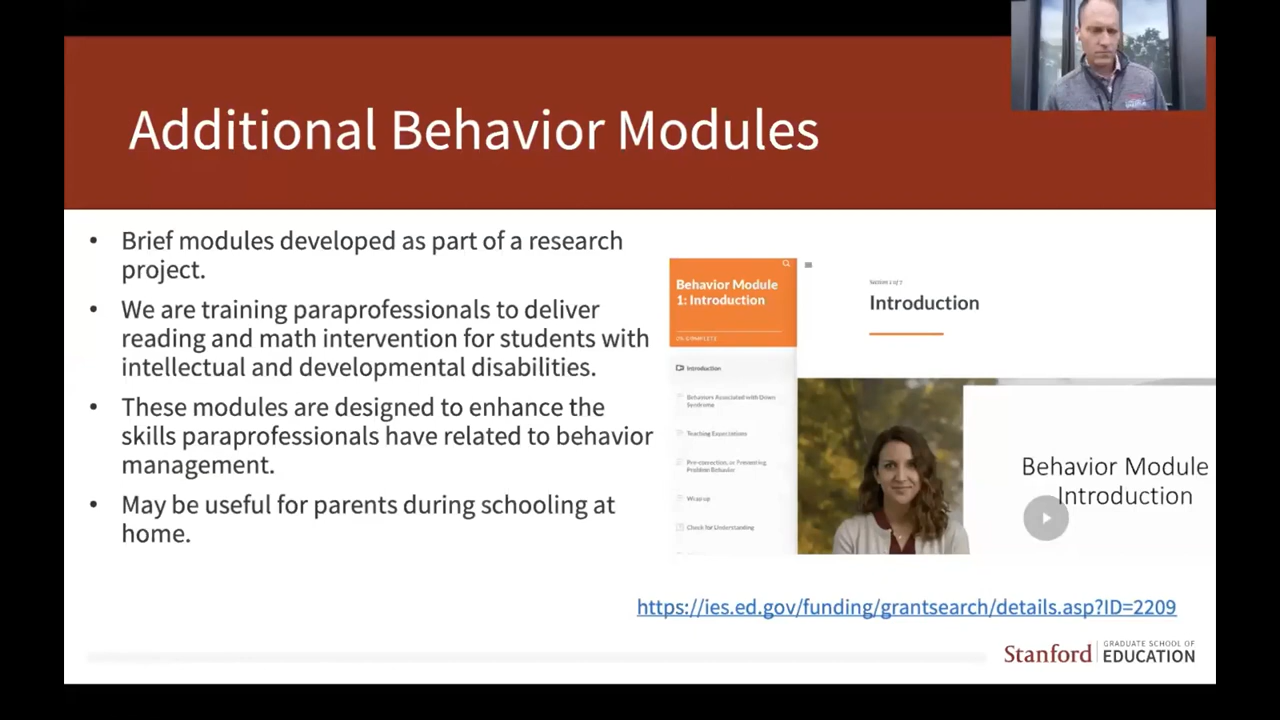 Additional Behavior Modules
• Brief modules developed as part of a research
project.
• We are training paraprofessionals to deliver
reading and math intervention for students with
intellectual and developmental disabilities.
• These modules are designed to enhance the
skills paraprofessionals have related to behavior
management.
• May be useful for parents during schooling at
home.
Behavior Module
1: Introduction
Introduction
Behaviors Associated with Down
Syndrome
Teaching Expectations
Pre-correction, or Preventing
Problem Behavior
Wrap up
Check for Understanding
Section 1 of 7
Introduction
Behavior Module
Introduction
https://ies.ed.gov/funding/grantsearch/details.asp?ID=2209
Stanford
GRADUATE SCHOOL OF
EDUCATION